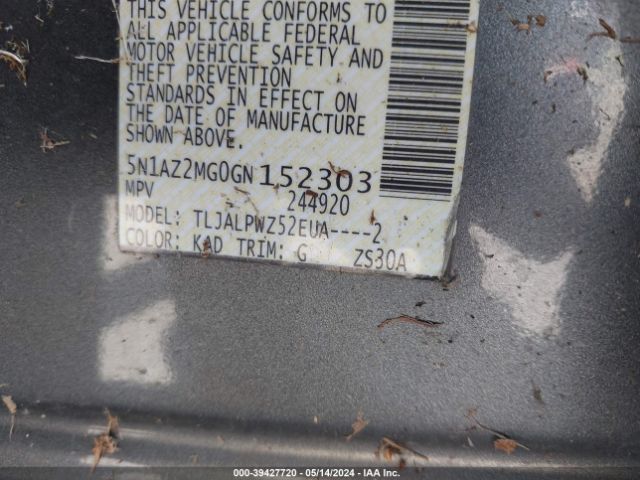 THIS VEHICLE CONFORMS TO
ALL APPLICABLE FEDERAL
MOTOR VEHICLE SAFETY AND
THEFT PREVENTION
STANDARDS IN EFFECT ON
THE DATE OF MANUFACTURE
SHOWN ABOVE.
5N1AZ2MG0GN152303
MPV 244920
MODEL: TLJALPWZ52EUA----2
COLOR: KAD TRIM: G ZS30A
000-39427720 - 05/14/2024 - IAA Inc.